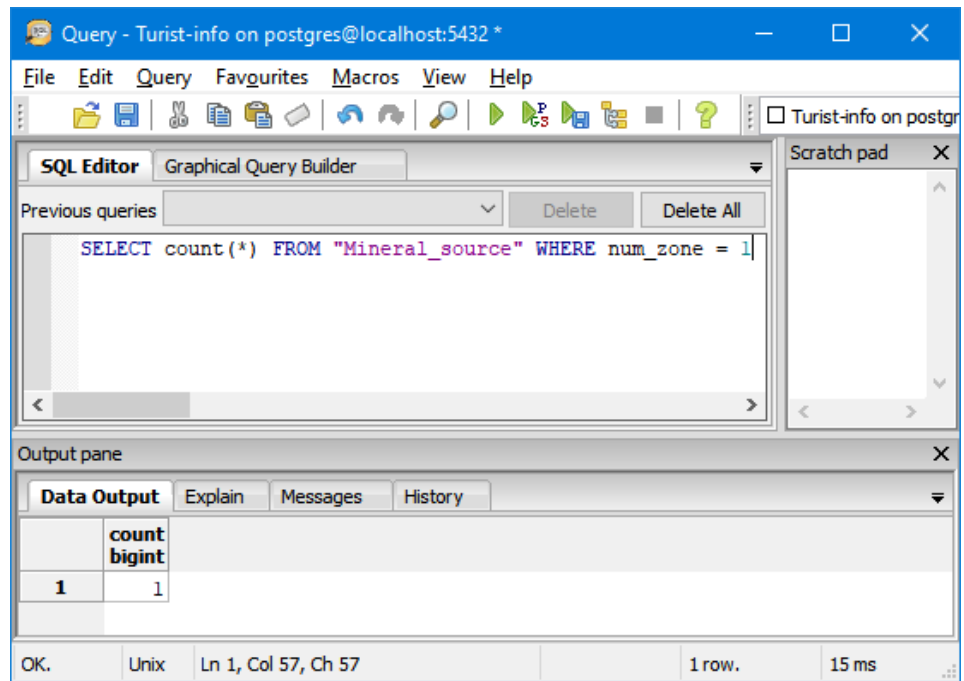 Query - Turist-info on postgres@localhost:5432 *
File Edit Query Favourites Macros View Help
Turist-info on postgr
SQL Editor Graphical Query Builder
Scratch pad
Previous queries Delete Delete All
SELECT count(*) FROM "Mineral_source" WHERE num_zone = 1
Output pane
Data Output Explain Messages History
count
bigint
1 1
OK. Unix Ln 1, Col 57, Ch 57 1 row. 15 ms